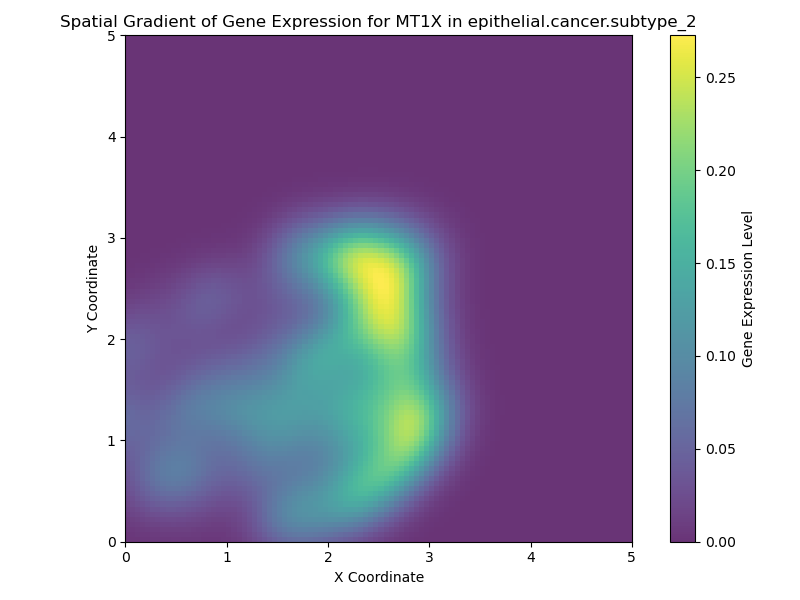 Spatial Gradient of Gene Expression for MT1X in epithelial.cancer.subtype_2
5
4
3
2
1
0
Y Coordinate
0 1 2 3 4 5
X Coordinate
0.25
0.20
0.15
0.10
0.05
0.00
Gene Expression Level